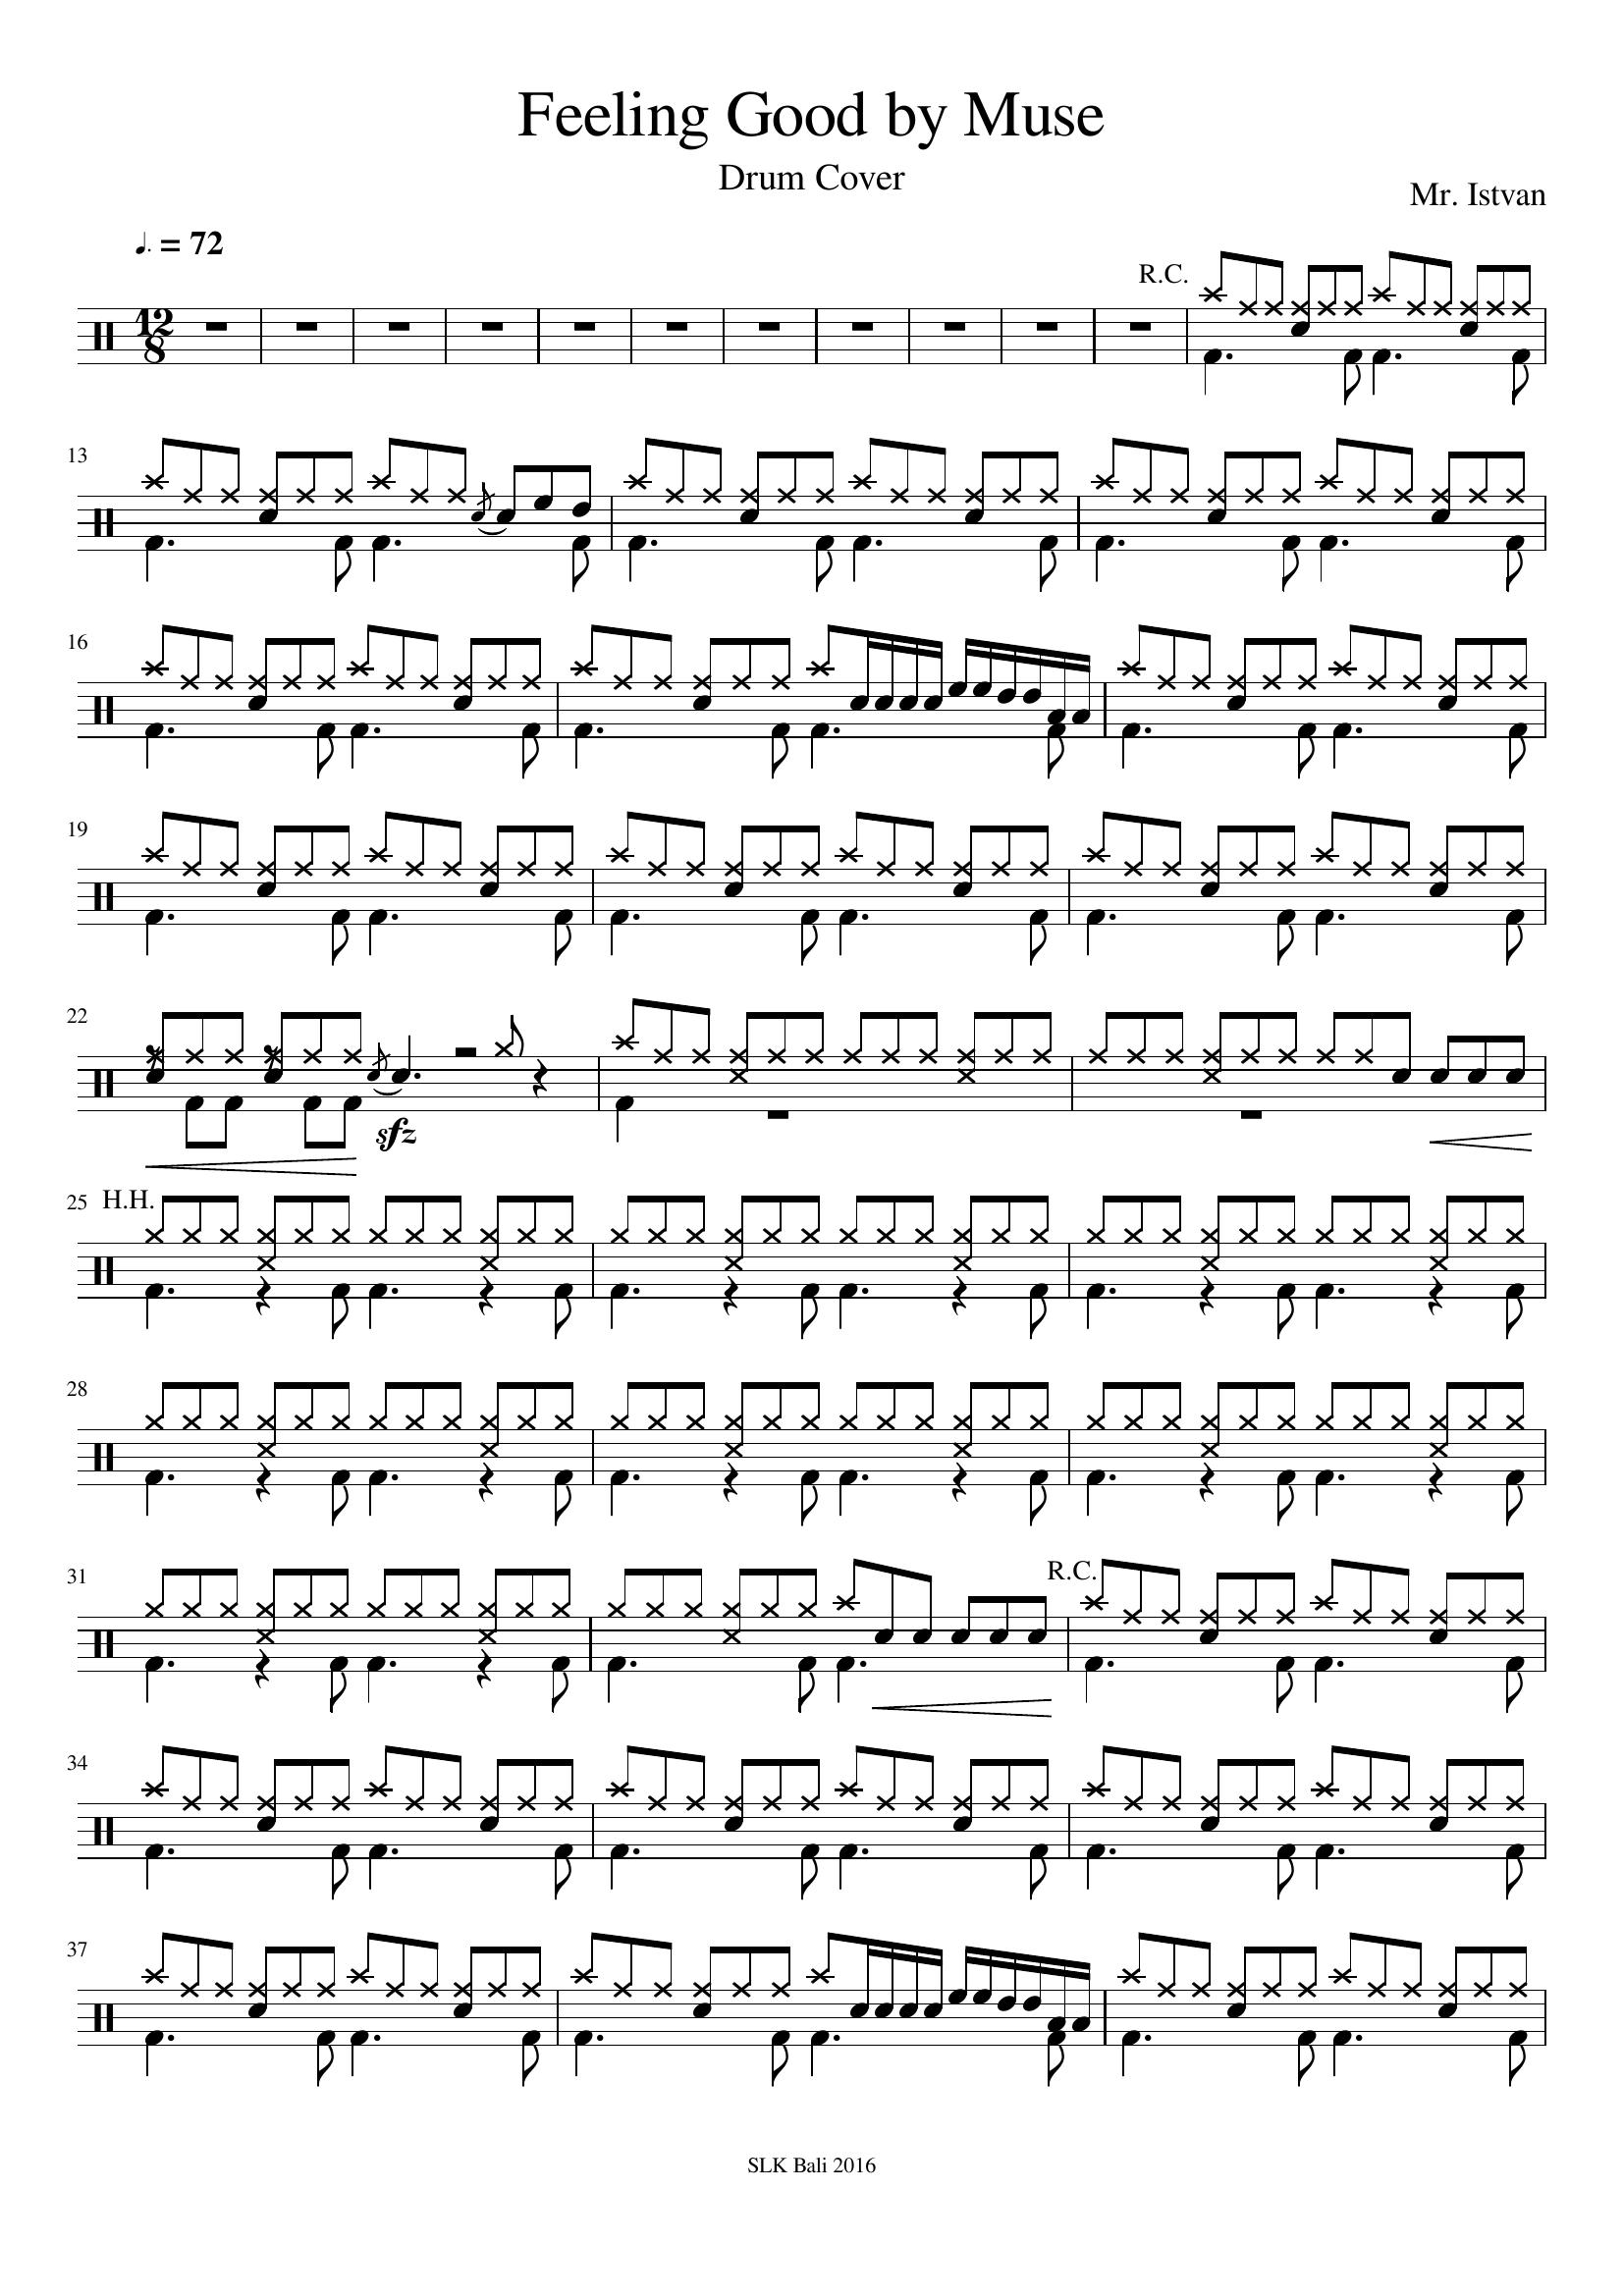 Feeling Good by Muse
Drum Cover
Mr. Istvan
♩. = 72
R.C.
12
8
13
16
19
22
sfz
25 H.H.
28
31
R.C.
34
37
SLK Bali 2016